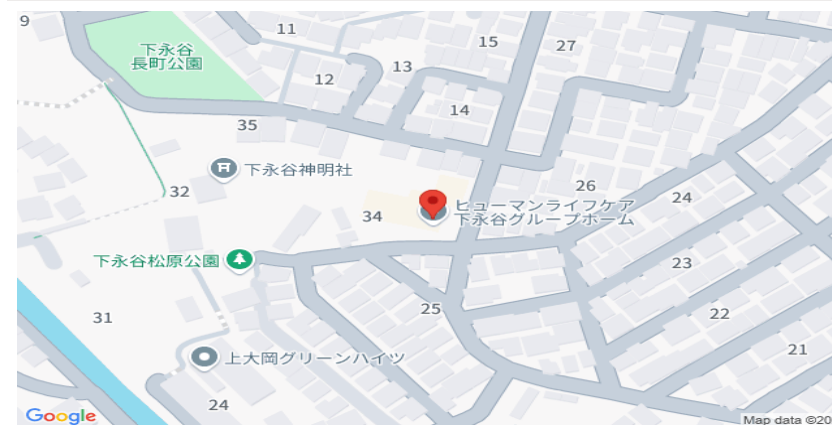 9
11
15
27
下永谷
長町公園
12
13
14
35
下永谷神明社
32
26
24
34
ヒューマンライフケア
下永谷グループホーム
下永谷松原公園
23
31
25
22
21
上大岡グリーンハイツ
24
Google
Map data ©20